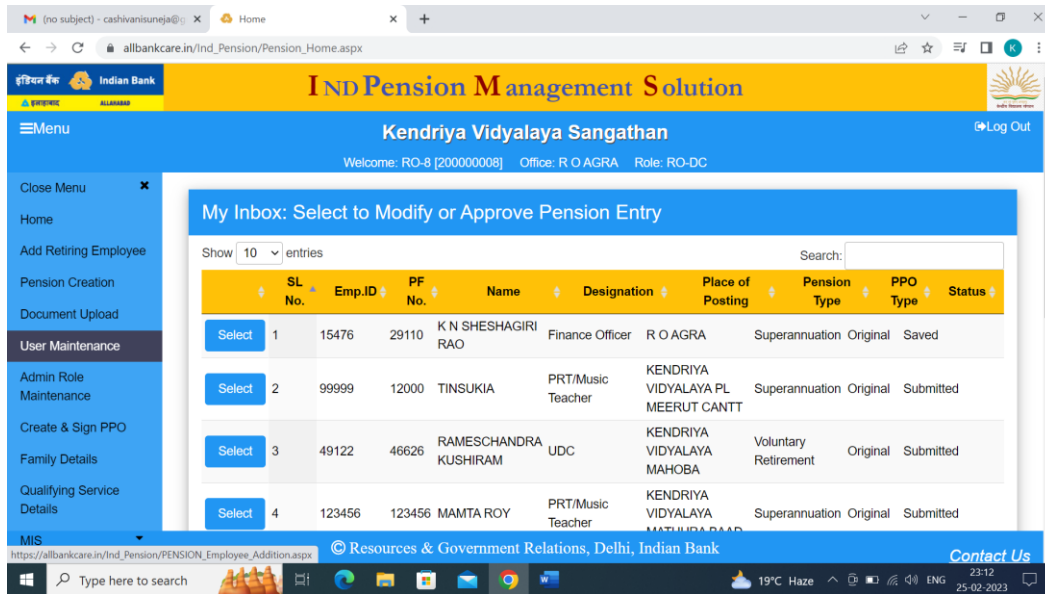 (no subject) - cashivanisuneja@g
Home
allbankcare.in/Ind_Pension/Pension_Home.aspx
K
इंडियन बैंक Indian Bank
इलाहाबाद ALLAHABAD
IND Pension Management Solution
Menu
Kendriya Vidyalaya Sangathan
Log Out
Welcome: RO-8 [200000008] Office: R O AGRA Role: RO-DC
Close Menu
Home
Add Retiring Employee
Pension Creation
Document Upload
User Maintenance
Admin Role
Maintenance
Create & Sign PPO
Family Details
Qualifying Service
Details
MIS
My Inbox: Select to Modify or Approve Pension Entry
Show 10 entries Search:
SL No. Emp.ID PF No. Name Designation Place of Posting Pension Type PPO Type Status
Select 1 15476 29110 K N SHESHAGIRI RAO Finance Officer R O AGRA Superannuation Original Saved
Select 2 99999 12000 TINSUKIA PRT/Music Teacher KENDRIYA VIDYALAYA PL MEERUT CANTT Superannuation Original Submitted
Select 3 49122 46626 RAMESCHANDRA KUSHIRAM UDC KENDRIYA VIDYALAYA MAHOBA Voluntary Retirement Original Submitted
Select 4 123456 123456 MAMTA ROY PRT/Music Teacher KENDRIYA VIDYALAYA MATHURA BAAD Superannuation Original Submitted
https://allbankcare.in/Ind_Pension/PENSION_Employee_Addition.aspx
© Resources & Government Relations, Delhi, Indian Bank
Contact Us
Type here to search
19°C Haze ENG
23:12
25-02-2023